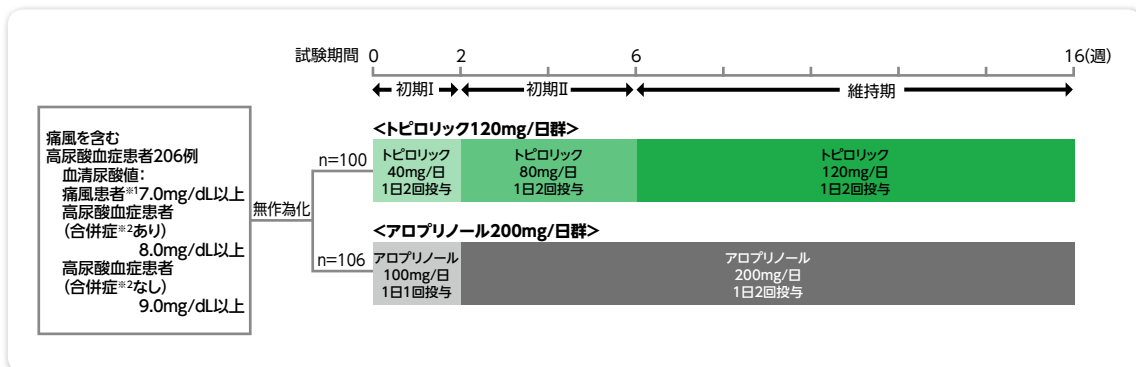 試験期間 0 2 6 16(週)
初期Ⅰ 初期Ⅱ 維持期
痛風を含む
高尿酸血症患者206例
血清尿酸値:
痛風患者※1 7.0mg/dL以上
高尿酸血症患者
(合併症※2あり)
8.0mg/dL以上
高尿酸血症患者
(合併症※2なし)
9.0mg/dL以上
無作為化
<トピロリック120mg/日群>
n=100
トピロリック
40mg/日
1日2回投与
トピロリック
80mg/日
1日2回投与
トピロリック
120mg/日
1日2回投与
<アロプリノール200mg/日群>
n=106
アロプリノール
100mg/日
1日1回投与
アロプリノール
200mg/日
1日2回投与